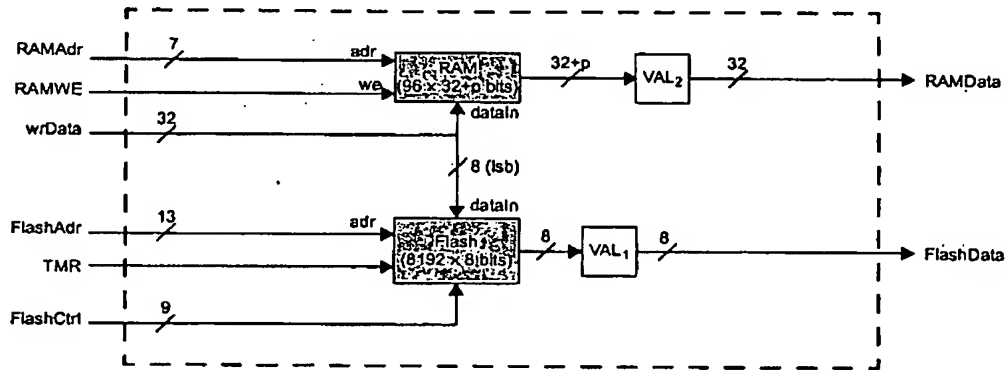 RAMAdr
7
adr
RAM
(96 x 32+p bits)
32+p
VAL2
32
RAMData
RAMWE
we
wrData
32
dataIn
8 (lsb)
dataIn
FlashAdr
13
adr
Flash
(8192 x 8 bits)
8
VAL1
8
FlashData
TMR
FlashCtrl
9